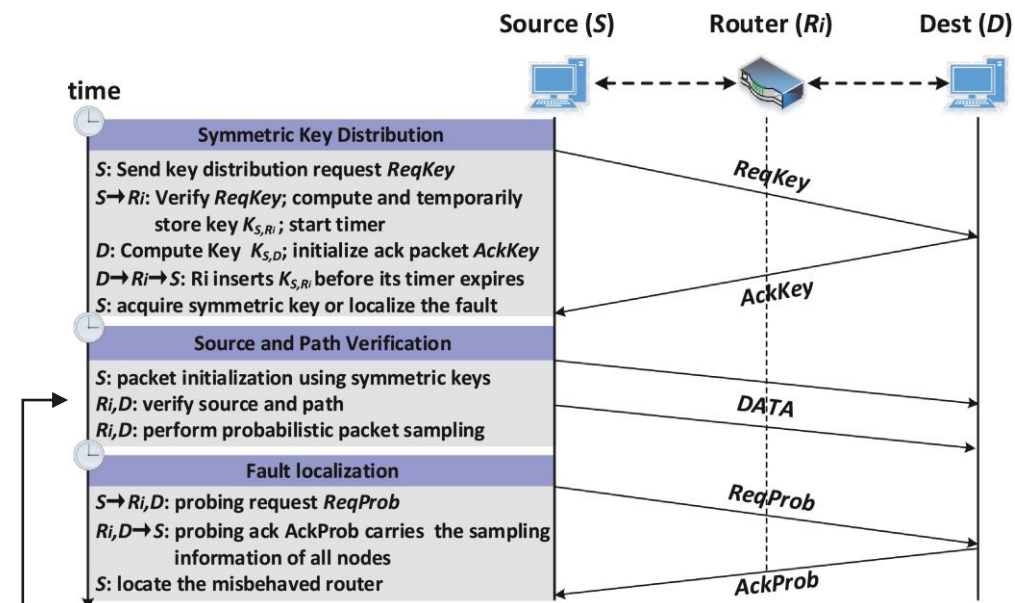 Source (S) Router (Ri) Dest (D)
time
Symmetric Key Distribution
S: Send key distribution request ReqKey
S→Ri: Verify ReqKey; compute and temporarily
store key KS,Ri ; start timer
D: Compute Key KS,D; initialize ack packet AckKey
D→Ri→S: Ri inserts KS,Ri before its timer expires
S: acquire symmetric key or localize the fault
ReqKey
AckKey
Source and Path Verification
S: packet initialization using symmetric keys
Ri,D: verify source and path
Ri,D: perform probabilistic packet sampling
DATA
Fault localization
S→Ri,D: probing request ReqProb
Ri,D→S: probing ack AckProb carries the sampling
information of all nodes
S: locate the misbehaved router
ReqProb
AckProb